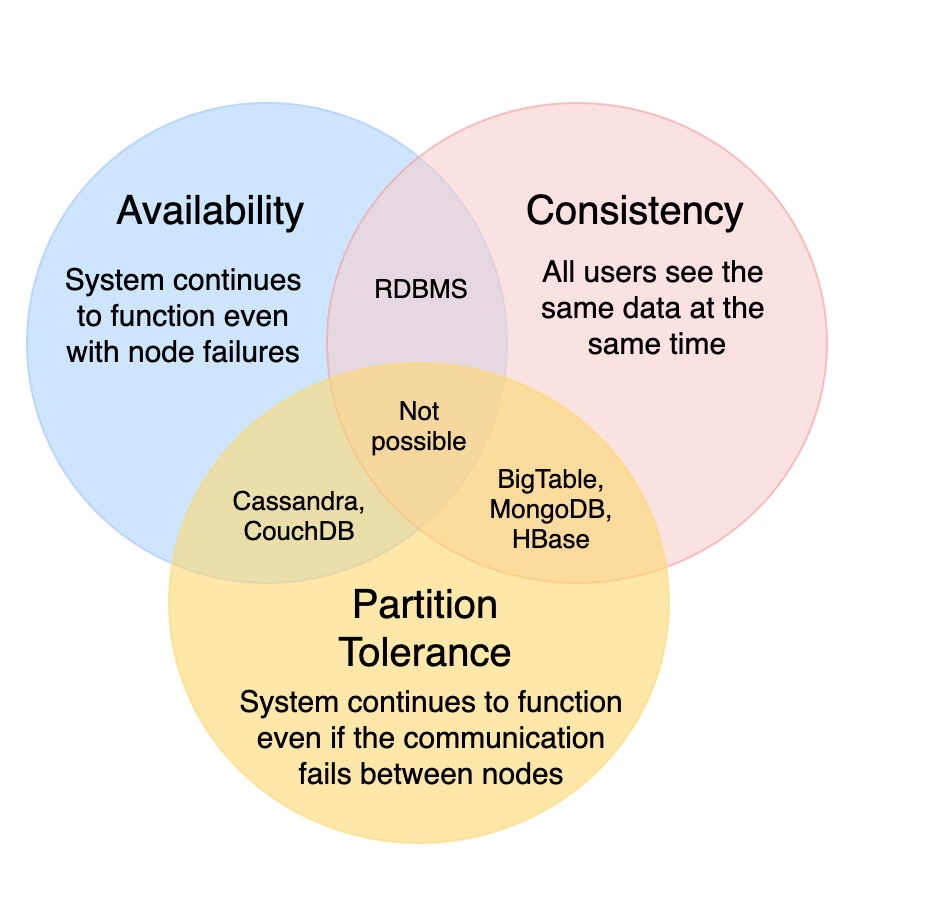 Availability
System continues
to function even
with node failures
RDBMS
Consistency
All users see the
same data at the
same time
Not
possible
Cassandra,
CouchDB
BigTable,
MongoDB,
HBase
Partition
Tolerance
System continues to function
even if the communication
fails between nodes